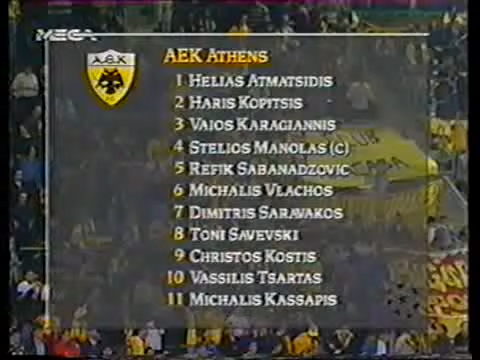 MEGA
A.E.K
AEK ATHENS
1 HELIAS ATMATSIDIS
2 HARIS KOPITSIS
3 VAIOS KARAGIANNIS
4 STELIOS MANOLAS (C)
5 REFIK SABANADZOVIC
6 MICHALIS VLACHOS
7 DIMITRIS SARAVAKOS
8 TONI SAVEVSKI
9 CHRISTOS KOSTIS
10 VASSILIS TSARTAS
11 MICHALIS KASSAPIS